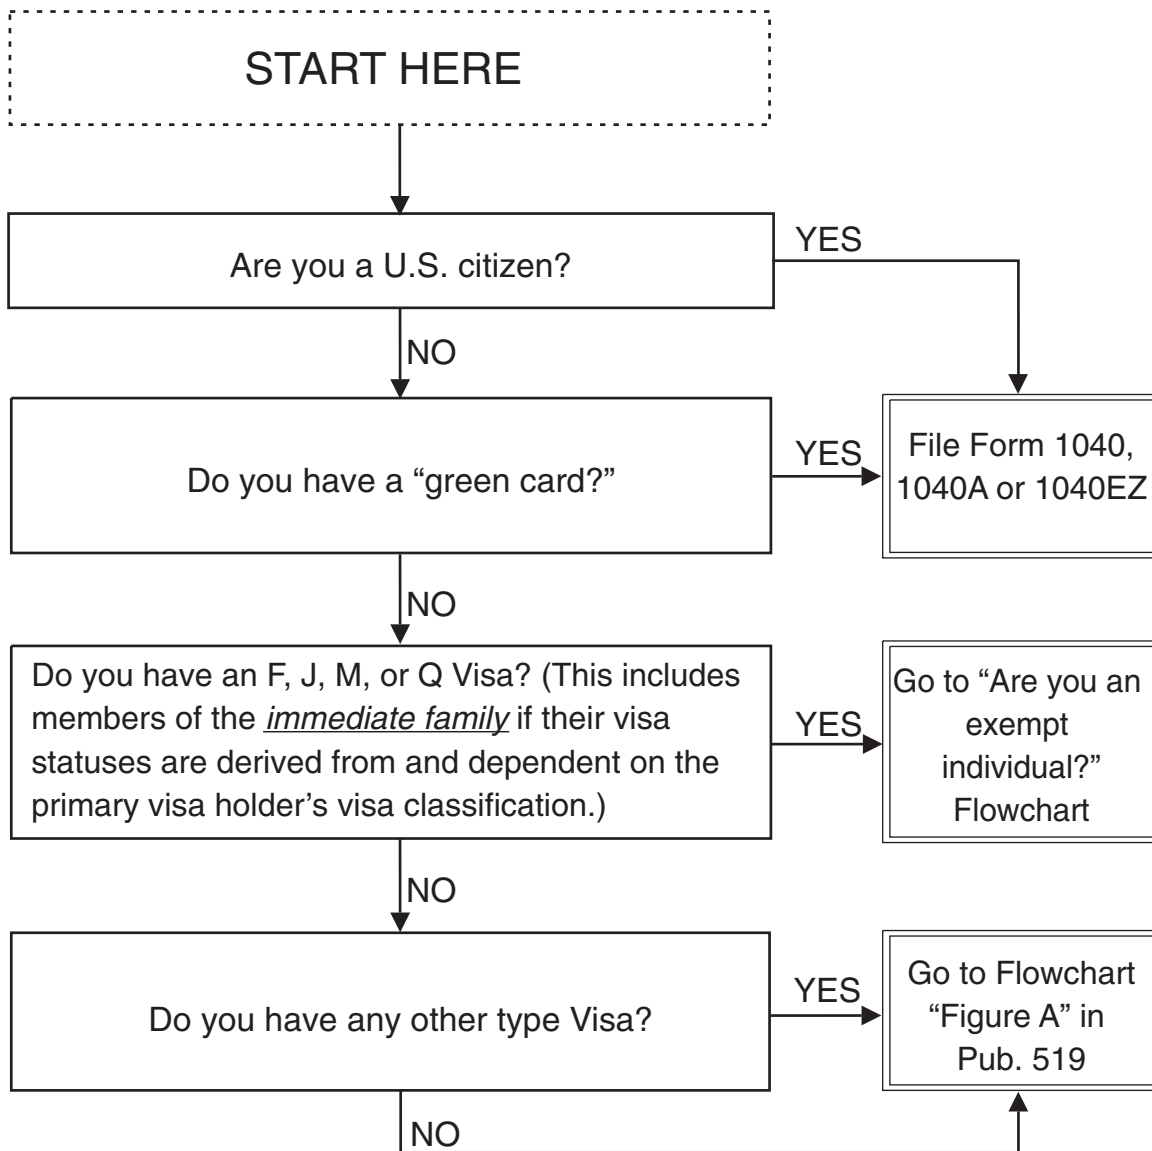 START HERE
Are you a U.S. citizen?
YES
NO
Do you have a “green card?”
YES
File Form 1040,
1040A or 1040EZ
NO
Do you have an F, J, M, or Q Visa? (This includes
members of the immediate family if their visa
statuses are derived from and dependent on the
primary visa holder’s visa classification.)
YES
Go to “Are you an
exempt
individual?”
Flowchart
NO
Do you have any other type Visa?
YES
Go to Flowchart
“Figure A” in
Pub. 519
NO